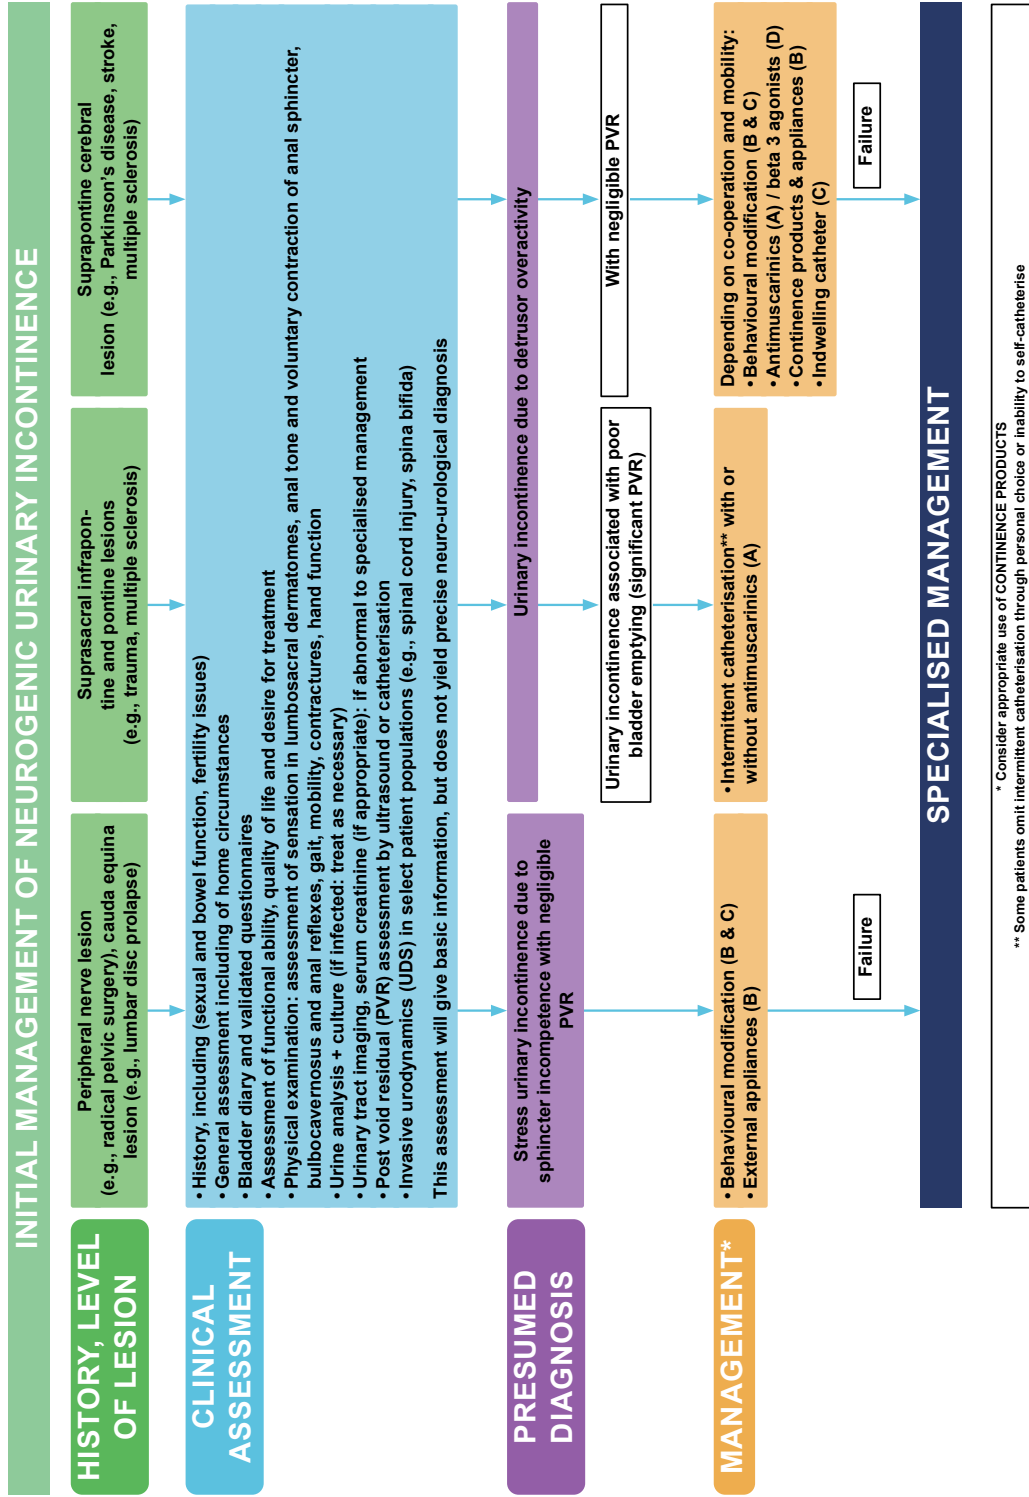 INITIAL MANAGEMENT OF NEUROGENIC URINARY INCONTINENCE
HISTORY, LEVEL
OF LESION
Peripheral nerve lesion
(e.g., radical pelvic surgery), cauda equina
lesion (e.g., lumbar disc prolapse)
Suprasacral infrapon-
tine and pontine lesions
(e.g., trauma, multiple sclerosis)
Suprapontine cerebral
lesion (e.g., Parkinson's disease, stroke,
multiple sclerosis)
CLINICAL
ASSESSMENT
• History, including (sexual and bowel function, fertility issues)
• General assessment including of home circumstances
• Bladder diary and validated questionnaires
• Assessment of functional ability, quality of life and desire for treatment
• Physical examination: assessment of sensation in lumbosacral dermatomes, anal tone and voluntary contraction of anal sphincter,
bulbocavernosus and anal reflexes, gait, mobility, contractures, hand function
• Urine analysis + culture (if infected: treat as necessary)
• Urinary tract imaging, serum creatinine (if appropriate): if abnormal to specialised management
• Post void residual (PVR) assessment by ultrasound or catheterisation
• Invasive urodynamics (UDS) in select patient populations (e.g., spinal cord injury, spina bifida)
This assessment will give basic information, but does not yield precise neuro-urological diagnosis
PRESUMED
DIAGNOSIS
Stress urinary incontinence due to
sphincter incompetence with negligible
PVR
Urinary incontinence due to detrusor overactivity
Urinary incontinence associated with poor
bladder emptying (significant PVR)
With negligible PVR
MANAGEMENT*
• Behavioural modification (B & C)
• External appliances (B)
• Intermittent catheterisation** with or
without antimuscarinics (A)
Depending on co-operation and mobility:
• Behavioural modification (B & C)
• Antimuscarinics (A) / beta 3 agonists (D)
• Continence products & appliances (B)
• Indwelling catheter (C)
Failure
Failure
SPECIALISED MANAGEMENT
* Consider appropriate use of CONTINENCE PRODUCTS
** Some patients omit intermittent catheterisation through personal choice or inability to self-catheterise